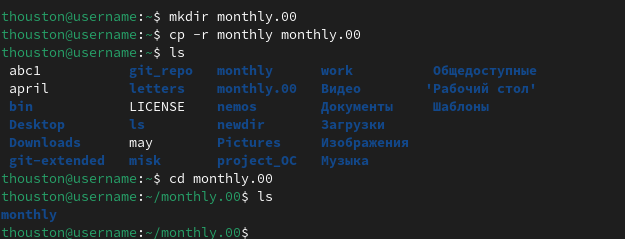 thouston@username:~$ mkdir monthly.00
thouston@username:~$ cp -r monthly monthly.00
thouston@username:~$ ls
abc1 git_repo monthly work Общедоступные
april letters monthly.00 Видео 'Рабочий стол'
bin LICENSE nemos Документы Шаблоны
Desktop ls newdir Загрузки
Downloads may Pictures Изображения
git-extended misk project_OC Музыка
thouston@username:~$ cd monthly.00
thouston@username:~/monthly.00$ ls
monthly
thouston@username:~/monthly.00$